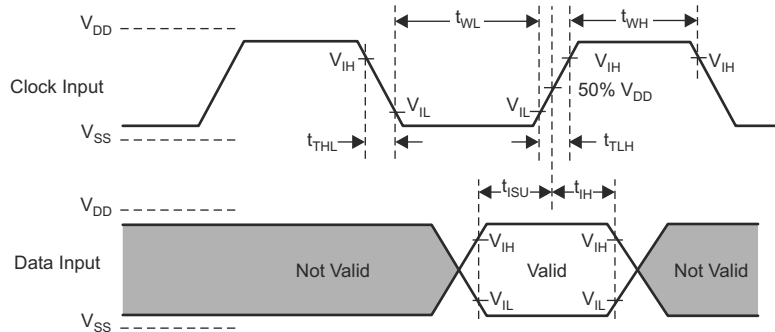 V_DD
t_WL
t_WH
V_IH
V_IH
V_IH
Clock Input
50% V_DD
V_IL
V_IL
V_SS
t_THL
t_TLH
t_ISU
t_IH
V_DD
V_IH
V_IH
Data Input
Not Valid
Valid
Not Valid
V_IL
V_IL
V_SS